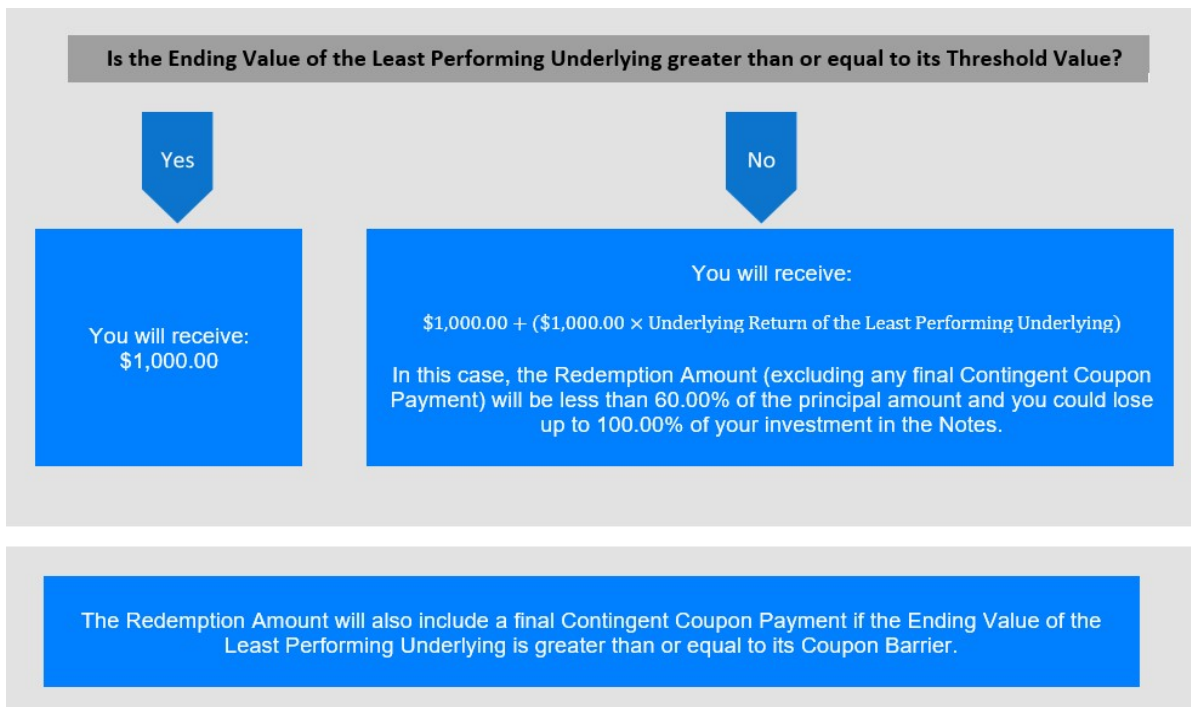 Is the Ending Value of the Least Performing Underlying greater than or equal to its Threshold Value?
Yes
No
You will receive:
$1,000.00
You will receive:
$1,000.00 + ($1,000.00 × Underlying Return of the Least Performing Underlying)
In this case, the Redemption Amount (excluding any final Contingent Coupon
Payment) will be less than 60.00% of the principal amount and you could lose
up to 100.00% of your investment in the Notes.
The Redemption Amount will also include a final Contingent Coupon Payment if the Ending Value of the
Least Performing Underlying is greater than or equal to its Coupon Barrier.